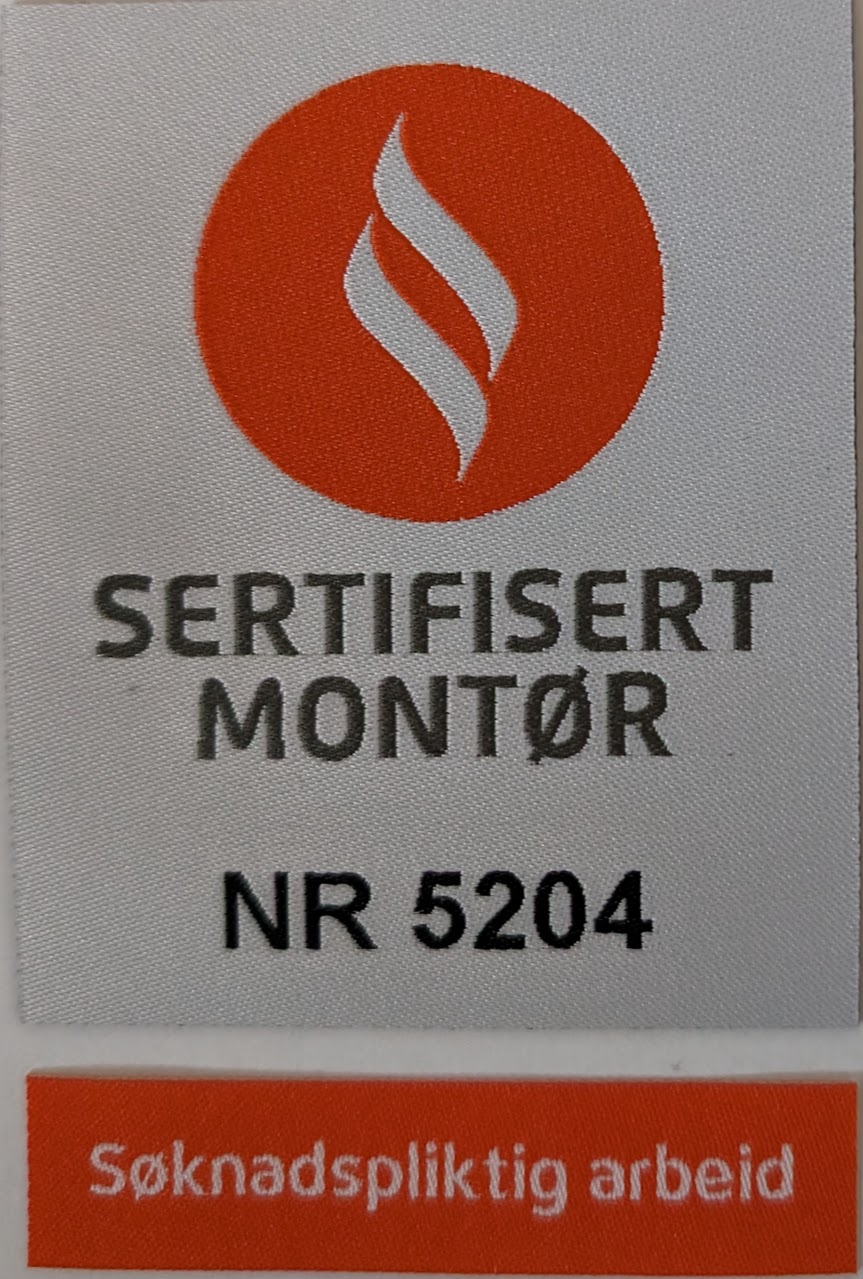 SERTIFISERT
MONTØR
NR 5204
Søknadspliktig arbeid